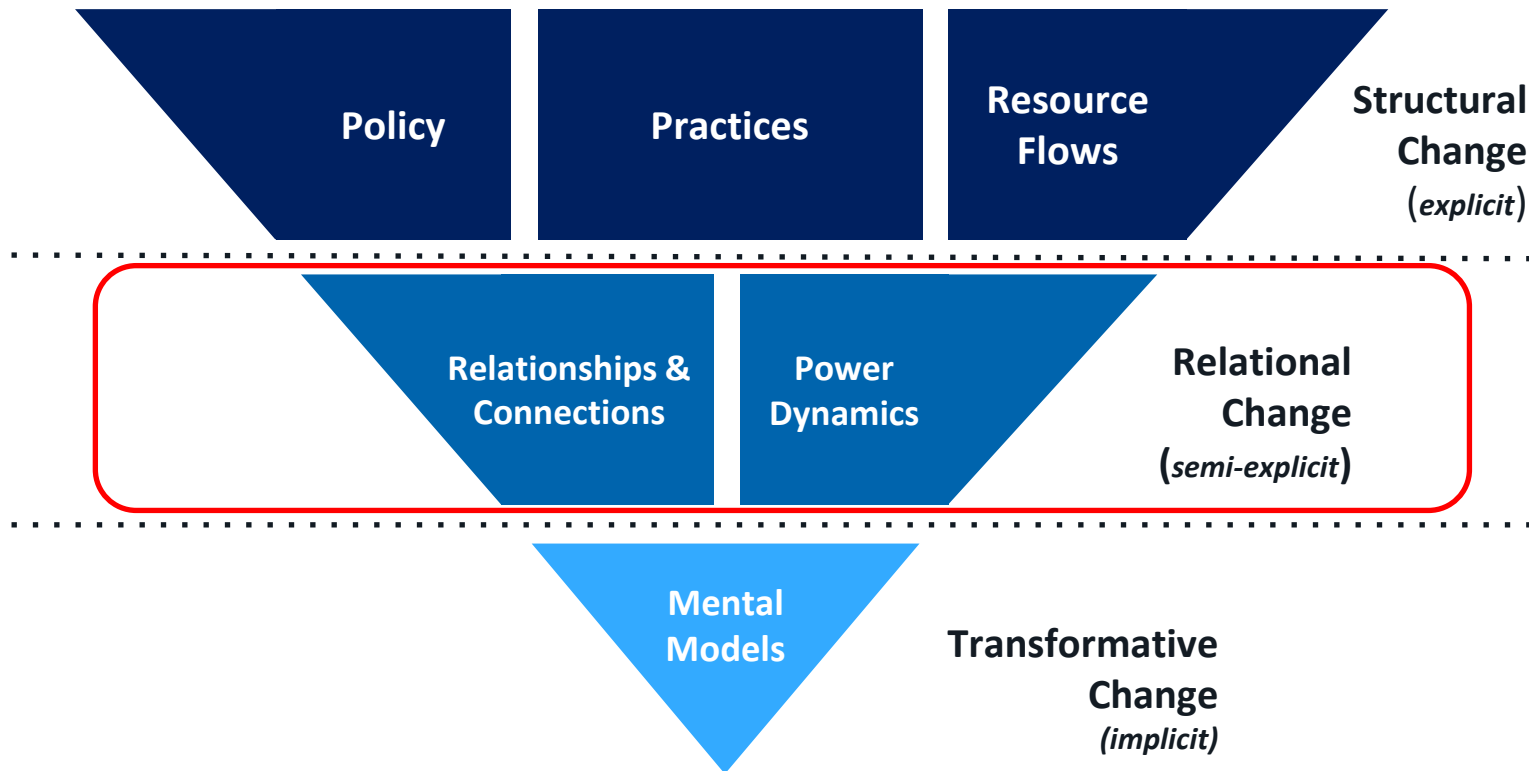 Policy
Practices
Resource
Flows
Structural
Change
(explicit)
Relationships &
Connections
Power
Dynamics
Relational
Change
(semi-explicit)
Mental
Models
Transformative
Change
(implicit)